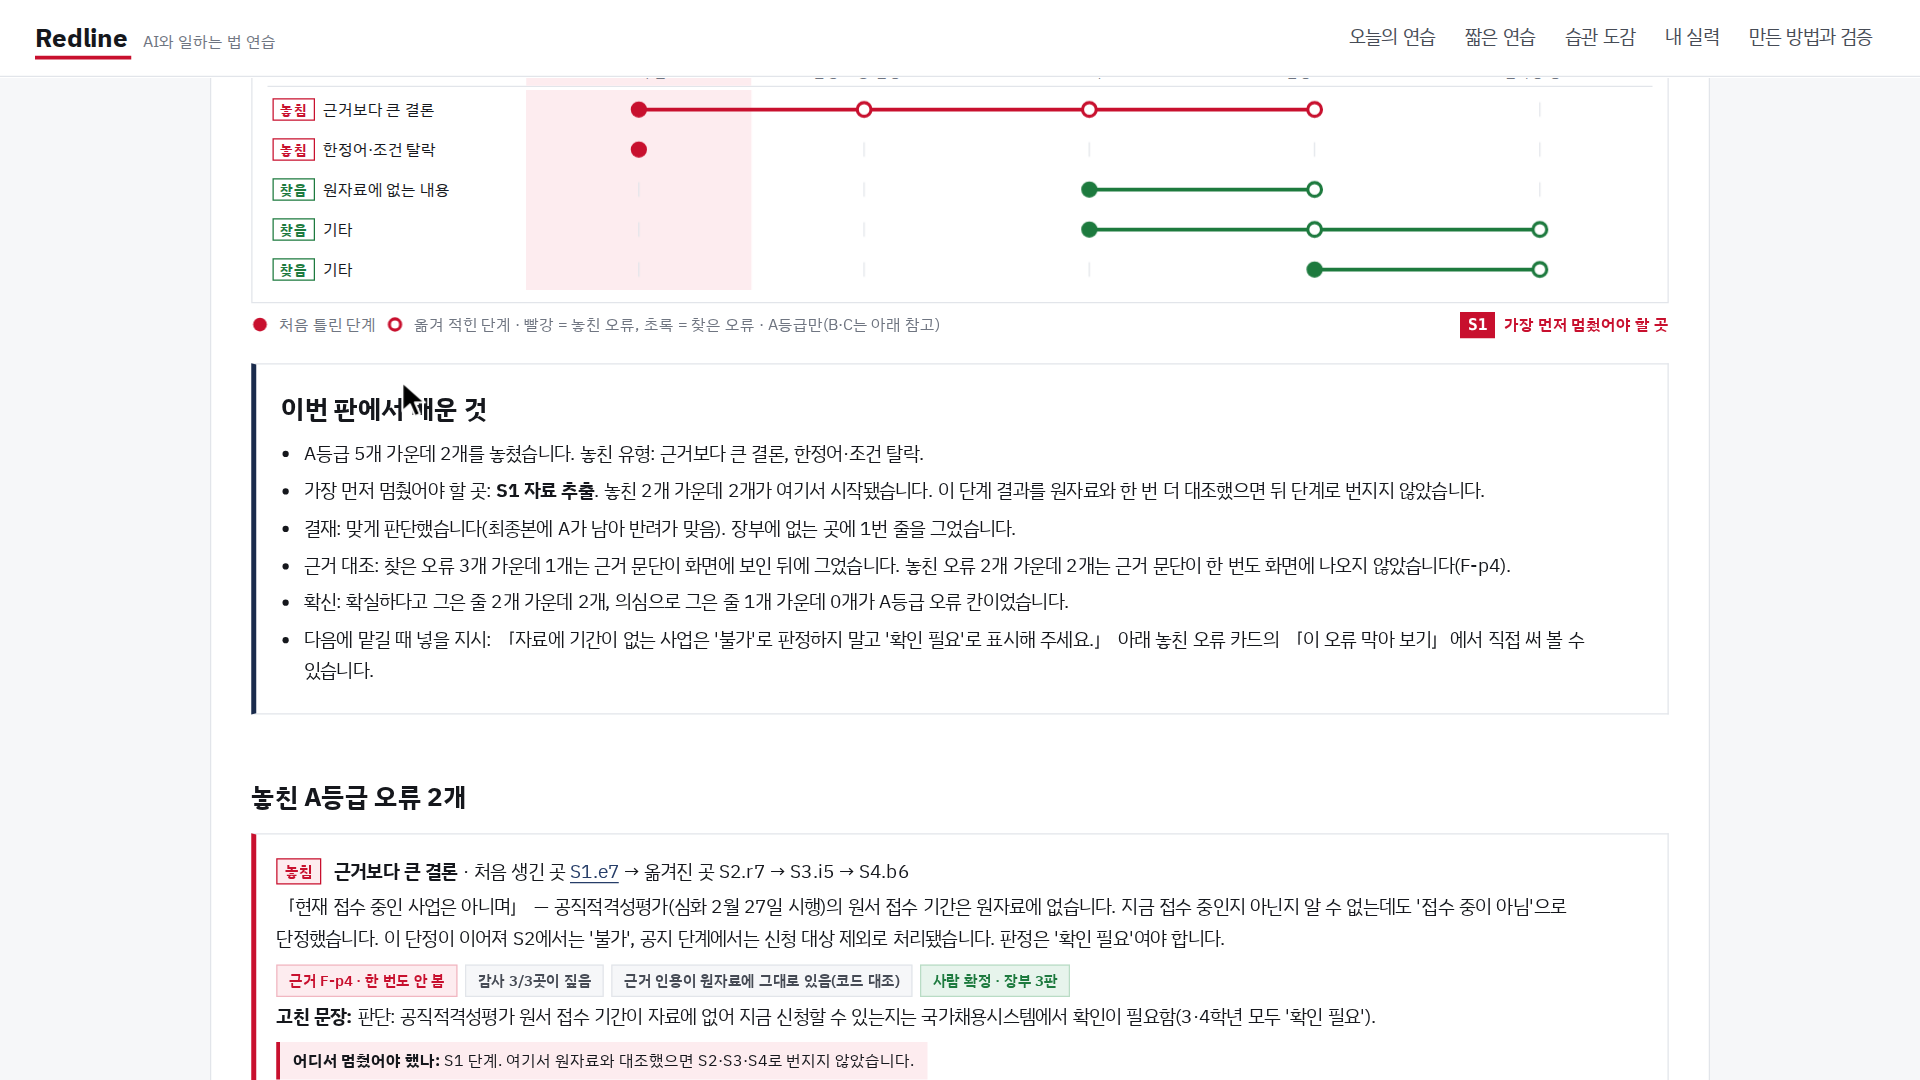 Redline AI와 일하는 법 연습
오늘의 연습 짧은 연습 습관 도감 내 실력 만든 방법과 검증
놓침 근거보다 큰 결론
놓침 한정어·조건 탈락
찾음 원자료에 없는 내용
찾음 기타
찾음 기타
처음 틀린 단계 옮겨 적힌 단계 · 빨강 = 놓친 오류, 초록 = 찾은 오류 · A등급만(B·C는 아래 참고)
S1 가장 먼저 멈췄어야 할 곳
이번 판에서 배운 것
• A등급 5개 가운데 2개를 놓쳤습니다. 놓친 유형: 근거보다 큰 결론, 한정어·조건 탈락.
• 가장 먼저 멈췄어야 할 곳: S1 자료 추출. 놓친 2개 가운데 2개가 여기서 시작됐습니다. 이 단계 결과를 원자료와 한 번 더 대조했으면 뒤 단계로 번지지 않았습니다.
• 결재: 맞게 판단했습니다(최종본에 A가 남아 반려가 맞음). 장부에 없는 곳에 1번 줄을 그었습니다.
• 근거 대조: 찾은 오류 3개 가운데 1개는 근거 문단이 화면에 보인 뒤에 그었습니다. 놓친 오류 2개 가운데 2개는 근거 문단이 한 번도 화면에 나오지 않았습니다(F-p4).
• 확신: 확실하다고 그은 줄 2개 가운데 2개, 의심으로 그은 줄 1개 가운데 0개가 A등급 오류 칸이었습니다.
• 다음에 맡길 때 넣을 지시: 「자료에 기간이 없는 사업은 '불가'로 판정하지 말고 '확인 필요'로 표시해 주세요.」 아래 놓친 오류 카드의 「이 오류 막아 보기」에서 직접 써 볼 수
있습니다.
놓친 A등급 오류 2개
놓침 근거보다 큰 결론 · 처음 생긴 곳 S1.e7 → 옮겨진 곳 S2.r7 → S3.i5 → S4.b6
「현재 접수 중인 사업은 아니며」 — 공직적격성평가(심화 2월 27일 시행)의 원서 접수 기간은 원자료에 없습니다. 지금 접수 중인지 아닌지 알 수 없는데도 '접수 중이 아님'으로
단정했습니다. 이 단정이 이어져 S2에서는 '불가', 공지 단계에서는 신청 대상 제외로 처리됐습니다. 판정은 '확인 필요'여야 합니다.
근거 F-p4 · 한 번도 안 봄 감사 3/3곳이 짚음 근거 인용이 원자료에 그대로 있음(코드 대조) 사람 확정 · 장부 3판
고친 문장: 판단: 공직적격성평가 원서 접수 기간이 자료에 없어 지금 신청할 수 있는지는 국가채용시스템에서 확인이 필요함(3·4학년 모두 '확인 필요').
어디서 멈췄어야 했나: S1 단계. 여기서 원자료와 대조했으면 S2·S3·S4로 번지지 않았습니다.